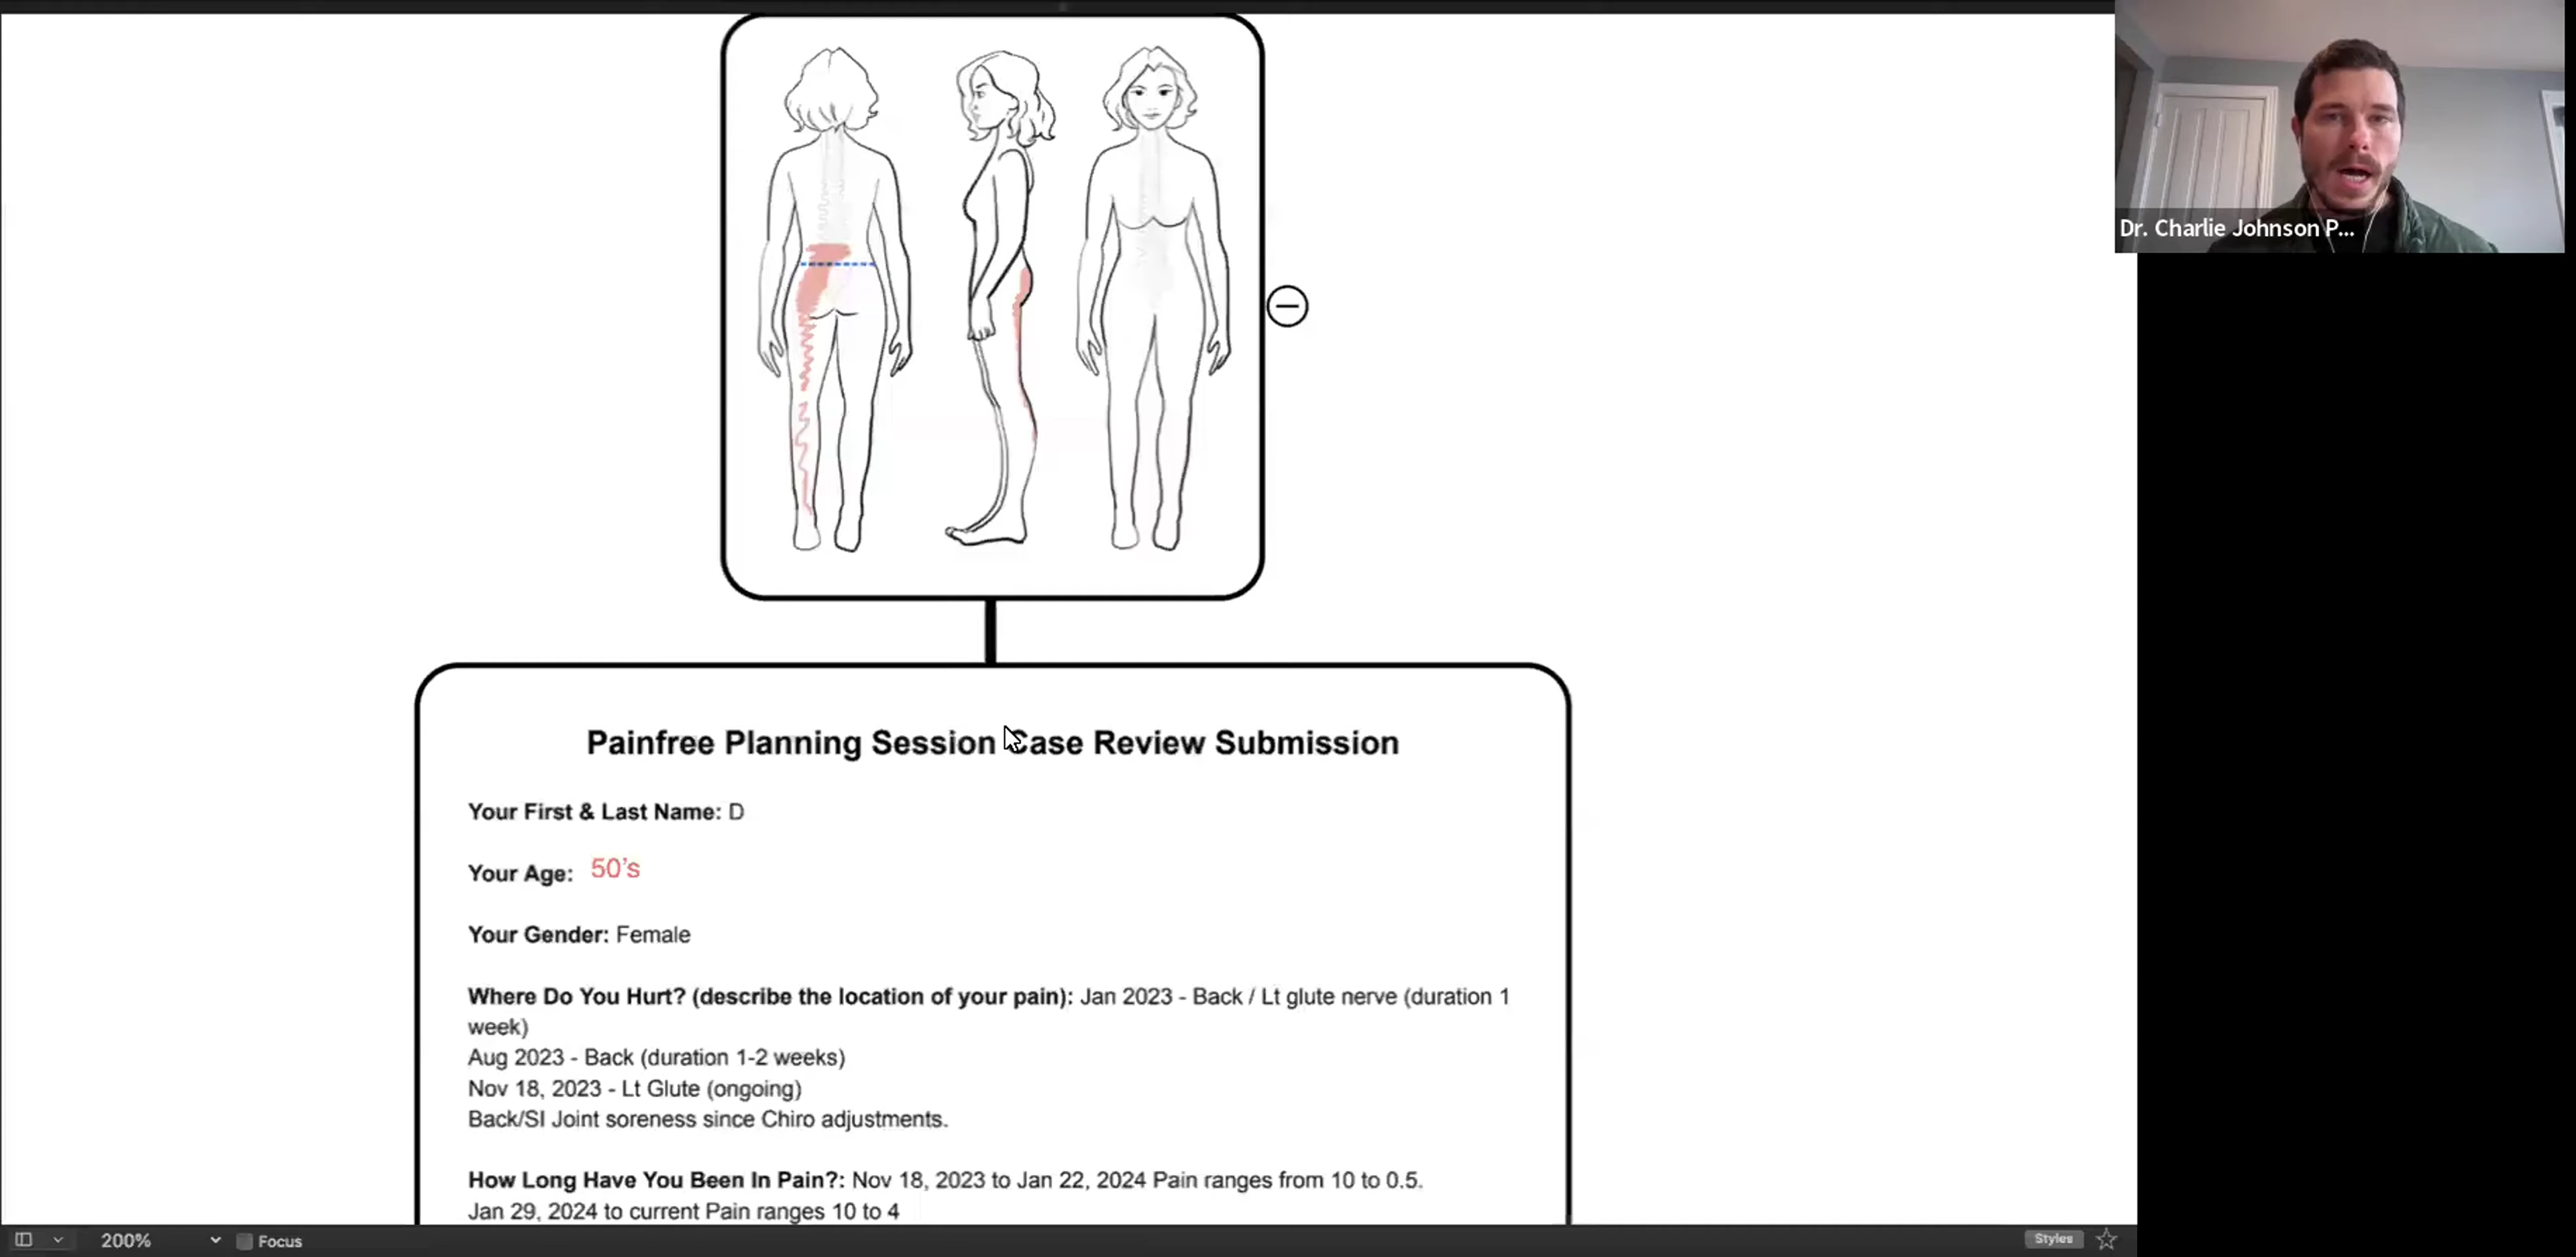 Dr. Charlie Johnson P...
Painfree Planning Session Case Review Submission
Your First & Last Name: D
Your Age: 50's
Your Gender: Female
Where Do You Hurt? (describe the location of your pain): Jan 2023 - Back / Lt glute nerve (duration 1
week)
Aug 2023 - Back (duration 1-2 weeks)
Nov 18, 2023 - Lt Glute (ongoing)
Back/SI Joint soreness since Chiro adjustments.
How Long Have You Been In Pain?: Nov 18, 2023 to Jan 22, 2024 Pain ranges from 10 to 0.5.
Jan 29, 2024 to current Pain ranges 10 to 4
200%
Focus
Styles